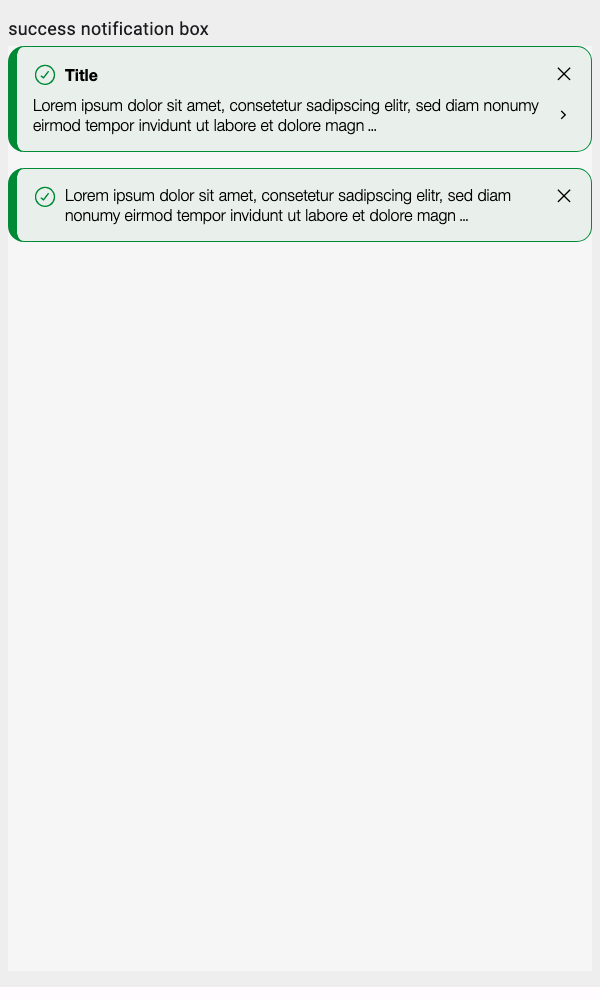 success notification box
Title
Lorem ipsum dolor sit amet, consetetur sadipscing elitr, sed diam nonumy
eirmod tempor invidunt ut labore et dolore magn ...
Lorem ipsum dolor sit amet, consetetur sadipscing elitr, sed diam
nonumy eirmod tempor invidunt ut labore et dolore magn ...